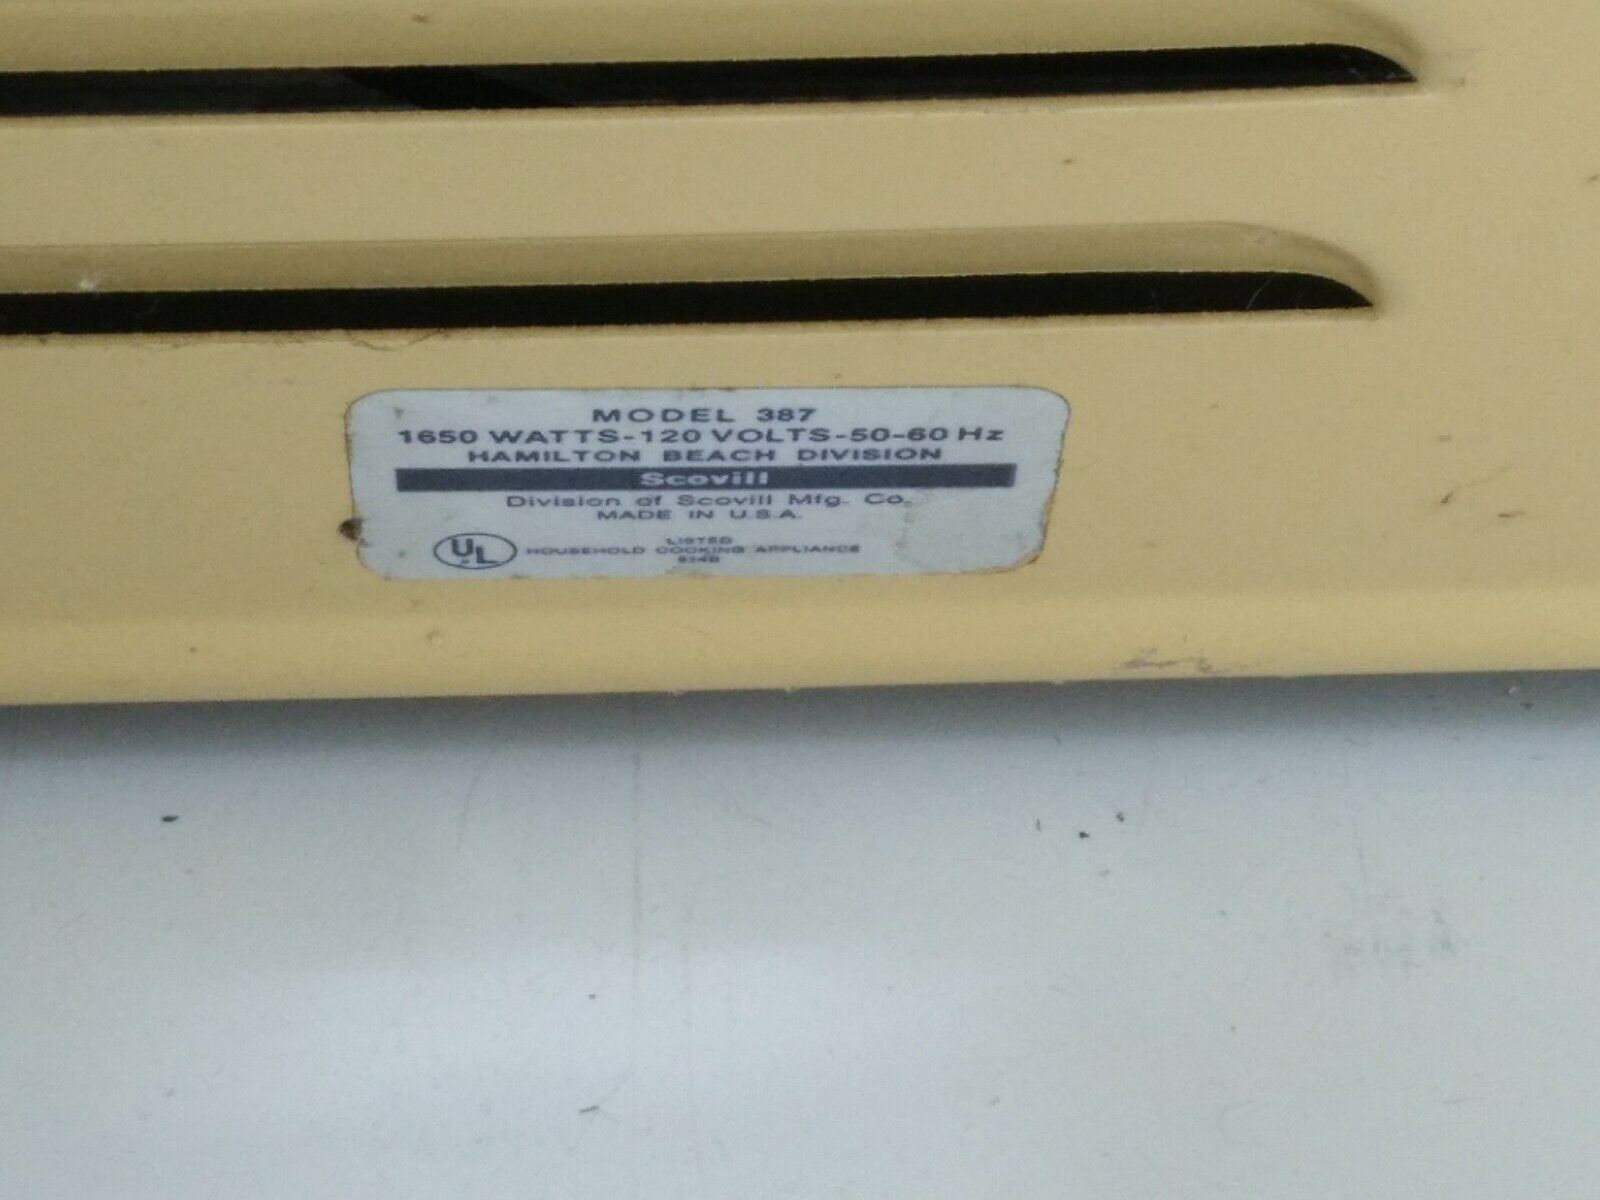 MODEL 387
1650 WATTS-120 VOLTS-50-60 Hz
HAMILTON BEACH DIVISION
Scovill
Division of Scovill Mfg. Co.
MADE IN U.S.A.
UL
LISTED
HOUSEHOLD COOKING APPLIANCE